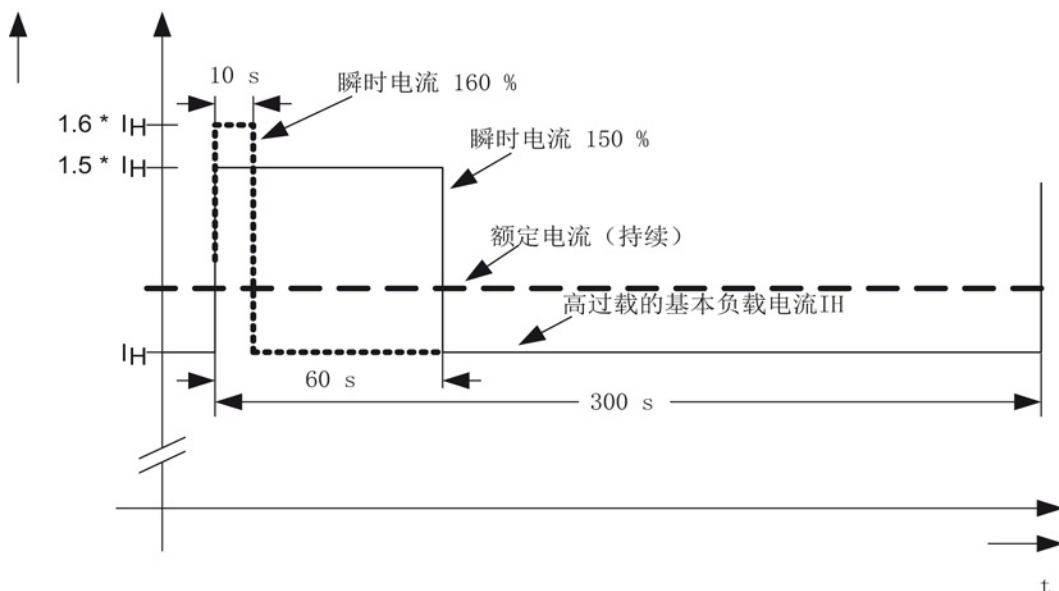 10 s
瞬时电流 160 %
1.6 * IH
瞬时电流 150 %
1.5 * IH
额定电流（持续）
高过载的基本负载电流IH
IH
60 s
300 s
t